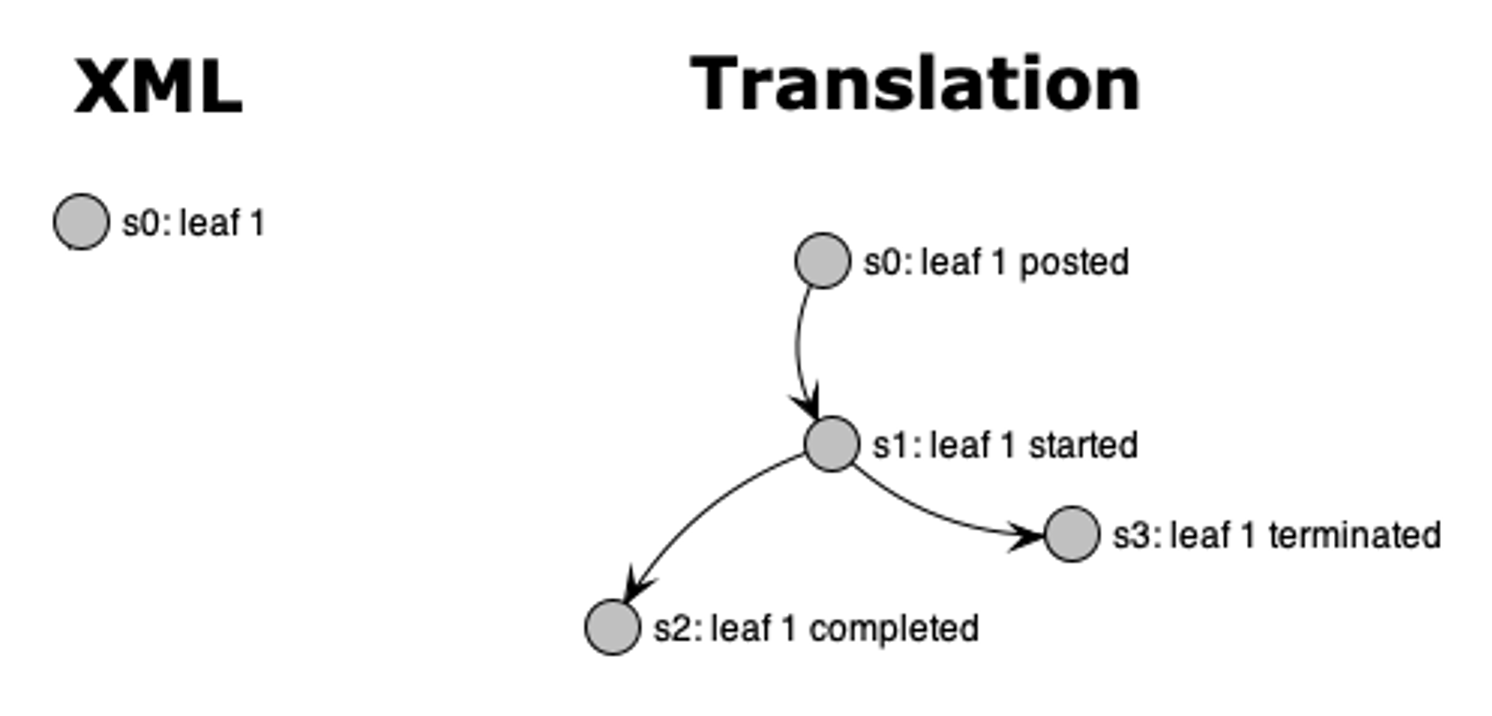 XML
Translation
s0: leaf 1
s0: leaf 1 posted
s1: leaf 1 started
s3: leaf 1 terminated
s2: leaf 1 completed